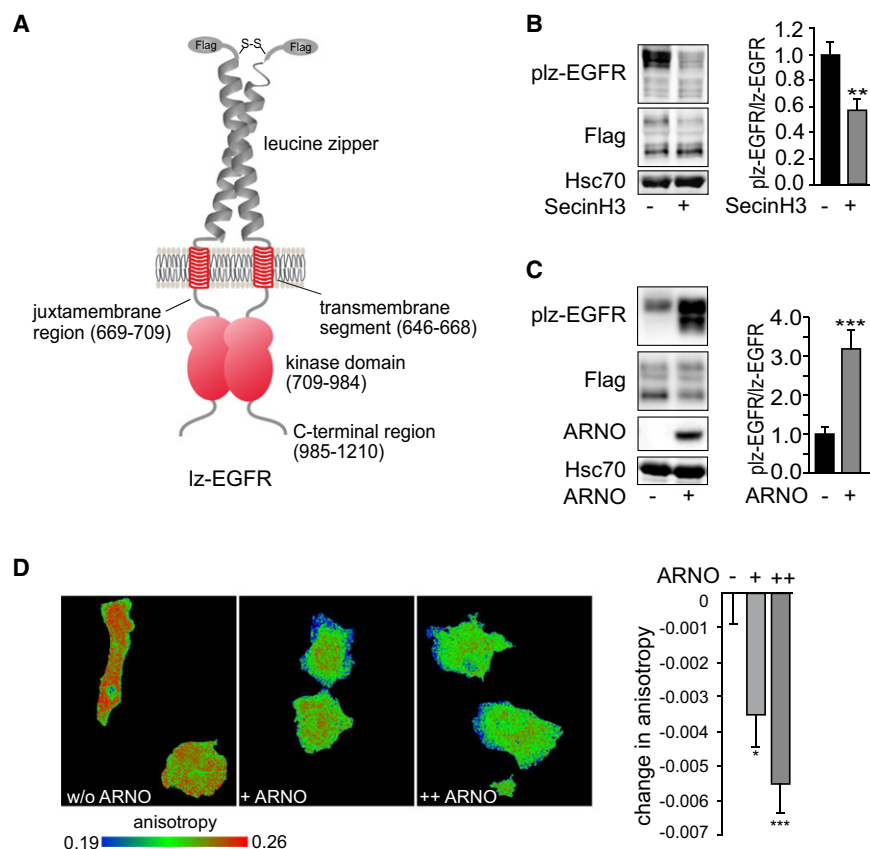 A
Flag
S-S
Flag
leucine zipper
juxtamembrane
region (669-709)
transmembrane
segment (646-668)
kinase domain
(709-984)
C-terminal region
(985-1210)
lz-EGFR
B
plz-EGFR
Flag
Hsc70
SecinH3 - +
plz-EGFR/lz-EGFR
1.2
1.0
0.8
0.6
0.4
0.2
0.0
**
SecinH3 - +
C
plz-EGFR
Flag
ARNO
Hsc70
ARNO - +
plz-EGFR/lz-EGFR
4.0
3.0
2.0
1.0
0.0
***
ARNO - +
D
w/o ARNO
+ ARNO
++ ARNO
anisotropy
0.19 0.26
ARNO - + ++
change in anisotropy
0
-0.001
-0.002
-0.003
-0.004
-0.005
-0.006
-0.007
*
***